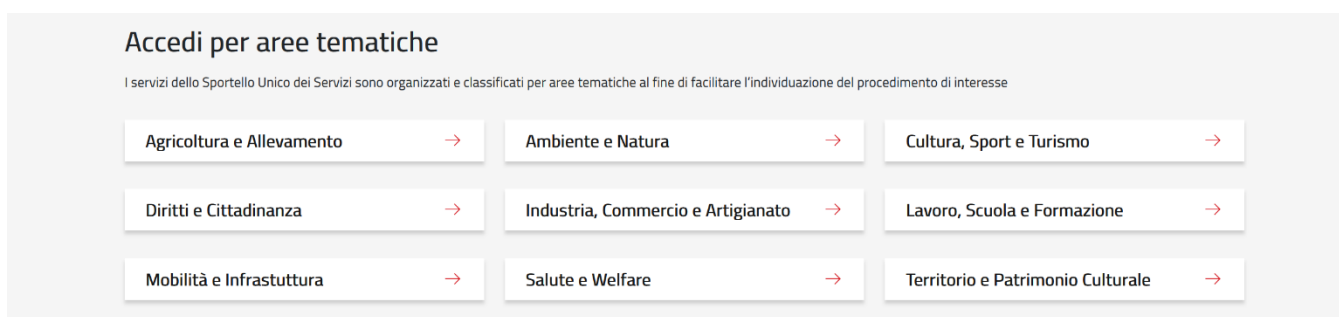 Accedi per aree tematiche
I servizi dello Sportello Unico dei Servizi sono organizzati e classificati per aree tematiche al fine di facilitare l'individuazione del procedimento di interesse
Agricoltura e Allevamento
Ambiente e Natura
Cultura, Sport e Turismo
Diritti e Cittadinanza
Industria, Commercio e Artigianato
Lavoro, Scuola e Formazione
Mobilità e Infrastuttura
Salute e Welfare
Territorio e Patrimonio Culturale